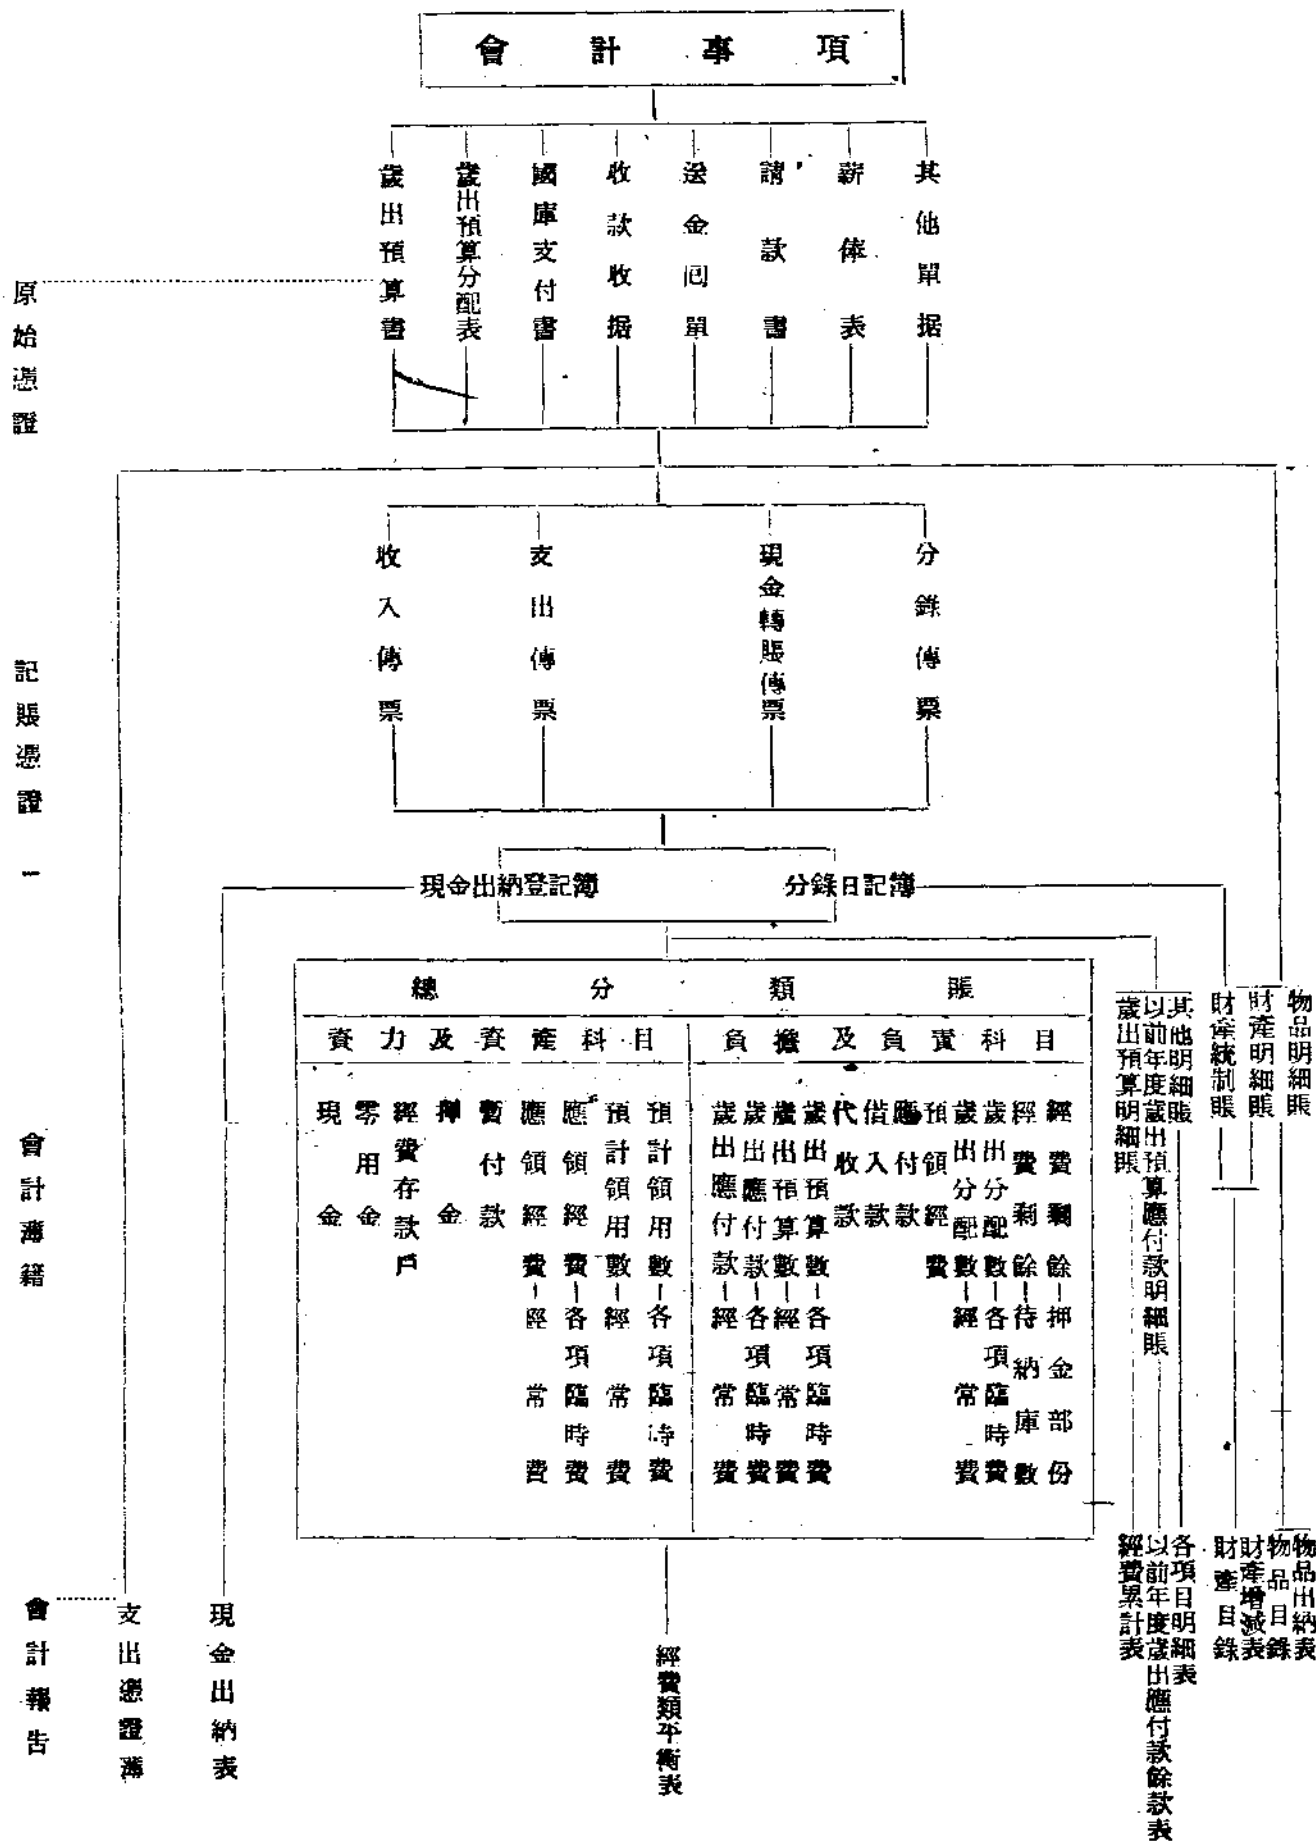 會計事項
歲出預算書
歲出預算分配表
國庫支付書
收款收据
送金回單
請款書
薪俸表
其他單据
原始憑證
收入傳票
支出傳票
現金轉賬傳票
分錄傳票
記賬憑證
現金出納登記簿
分錄日記簿
總分類賬
資力及資產科目
負擔及負責科目
現金
零用金
經費存款戶
押金
暫付款
應領經費－經常費
應領經費－各項臨時費
預計領用數－經常費
預計領用數－各項臨時費
歲出應付款－經常費
歲出應付款－各項臨時費
歲出預算數－經常費
歲出預算數－各項臨時費
代收款
借入款
應付款
預領經費
歲出分配數－經常費
歲出分配數－各項臨時費
經費剩餘－待納庫數
經費剩餘－押金部份
歲出預算明細賬
以前年度歲出預算應付款明細賬
其他明細賬
財產統制賬
財產明細賬
物品明細賬
會計簿籍
會計報告
支出憑證簿
現金出納表
經費類平衡表
經費累計表
以前年度歲出應付款餘款表
各項目明細表
財產目錄
財產增減表
物品目錄
物品出納表